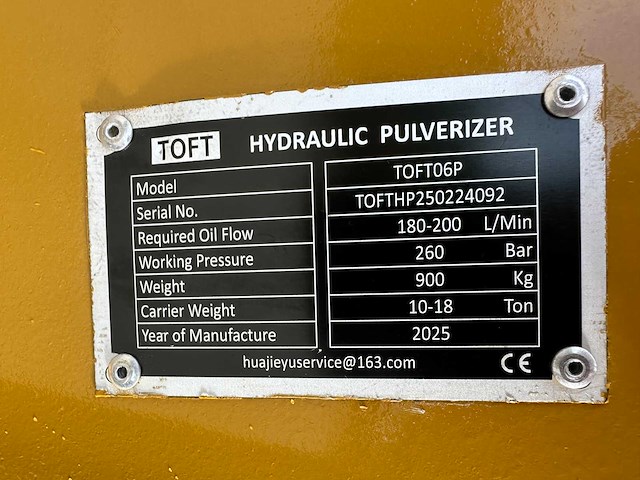 TOFT HYDRAULIC PULVERIZER
Model TOFT06P
Serial No. TOFTHP250224092
Required Oil Flow 180-200 L/Min
Working Pressure 260 Bar
Weight 900 Kg
Carrier Weight 10-18 Ton
Year of Manufacture 2025
huajieyuservice@163.com CE